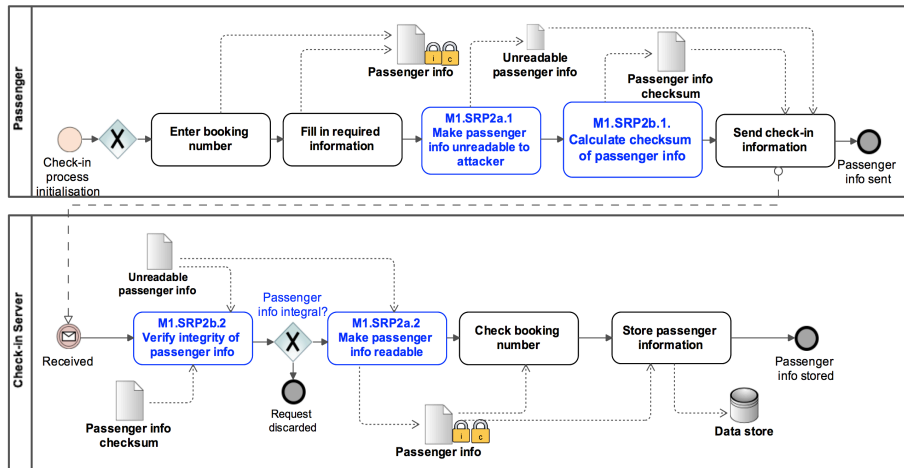 Passenger
Check-in
process
initialisation
X
Enter booking
number
Fill in required
information
Passenger info
i
c
M1.SRP2a.1
Make passenger
info unreadable to
attacker
Unreadable
passenger info
M1.SRP2b.1.
Calculate checksum
of passenger info
Passenger info
checksum
Send check-in
information
Passenger
info sent
Check-in Server
Received
Unreadable
passenger info
M1.SRP2b.2
Verify integrity of
passenger info
Passenger info
checksum
Passenger
info integral?
X
Request
discarded
M1.SRP2a.2
Make passenger
info readable
Passenger info
i
c
Check booking
number
Store passenger
information
Data store
Passenger
info stored